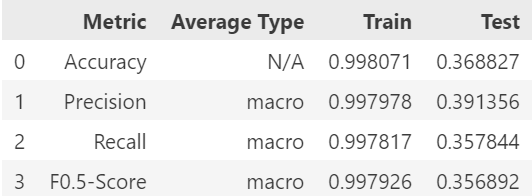 Metric Average Type Train Test
0 Accuracy N/A 0.998071 0.368827
1 Precision macro 0.997978 0.391356
2 Recall macro 0.997817 0.357844
3 F0.5-Score macro 0.997926 0.356892